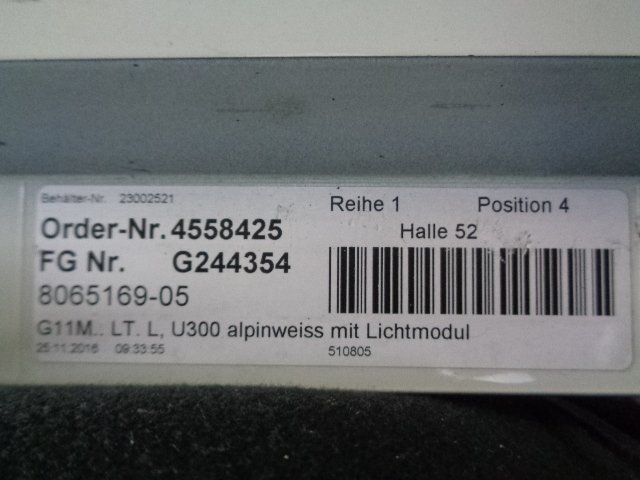 Behälter-Nr. 23002521 Reihe 1 Position 4
Order-Nr. 4558425 Halle 52
FG Nr. G244354
8065169-05
G11M.. LT. L, U300 alpinweiss mit Lichtmodul
25.11.2016 09:33:55 510805